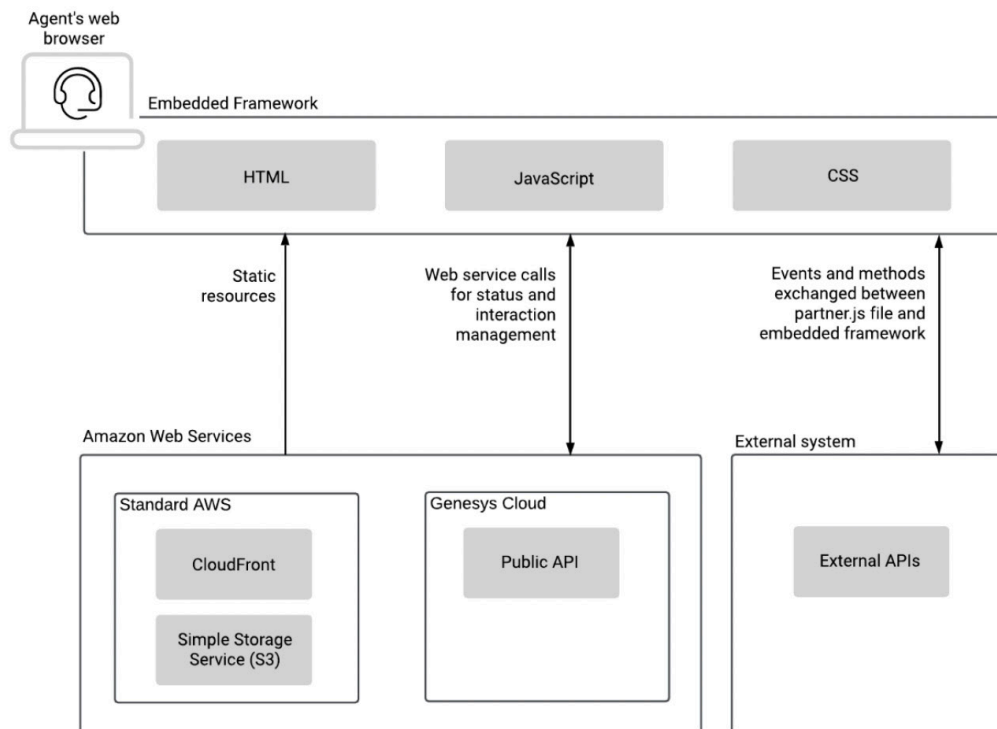 Agent's web
browser
Embedded Framework
HTML
JavaScript
CSS
Static
resources
Web service calls
for status and
interaction
management
Events and methods
exchanged between
partner.js file and
embedded framework
Amazon Web Services
External system
Standard AWS
Genesys Cloud
CloudFront
Public API
External APIs
Simple Storage
Service (S3)